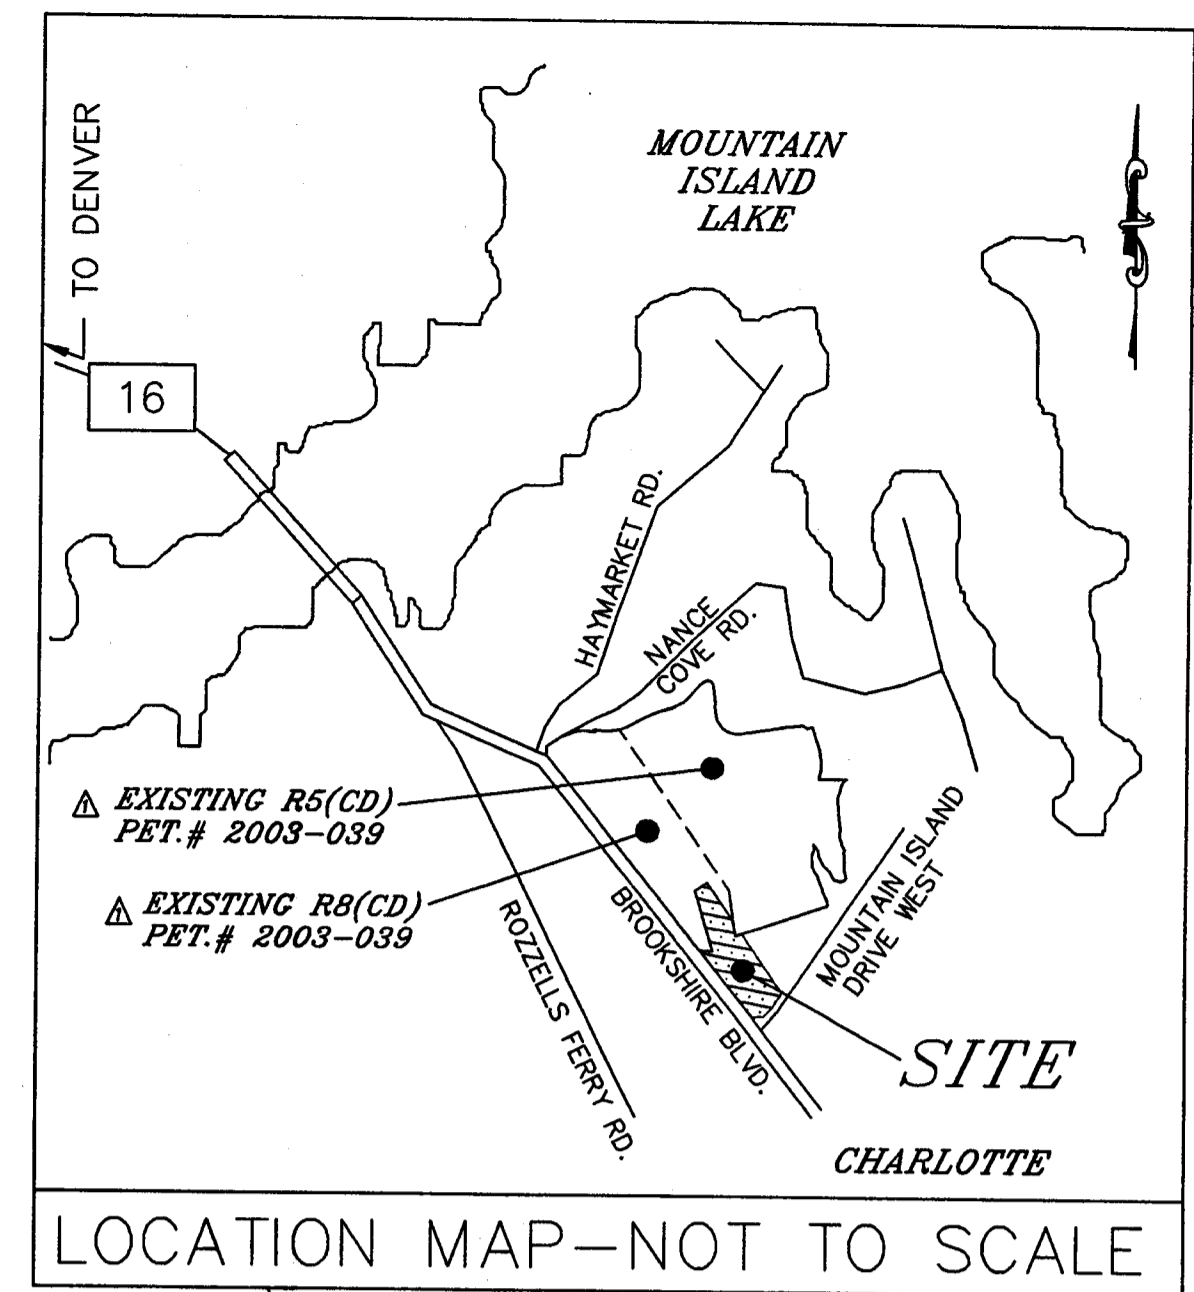 TO DENVER
MOUNTAIN
ISLAND
LAKE
16
HAYMARKET RD.
NANCE
COVE RD.
1 EXISTING R5(CD)
PET.# 2003-039
1 EXISTING R8(CD)
PET.# 2003-039
ROZZELLS FERRY RD.
BROOKSHIRE BLVD.
MOUNTAIN ISLAND
DRIVE WEST
SITE
CHARLOTTE
LOCATION MAP-NOT TO SCALE